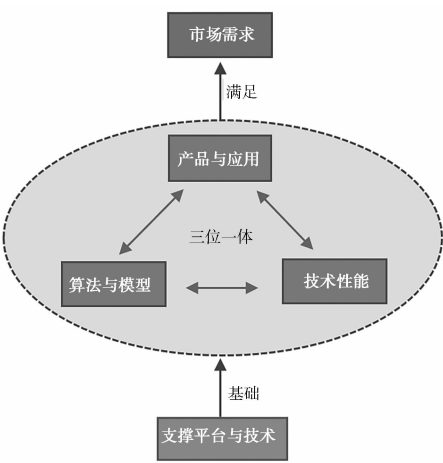 市场需求
满足
产品与应用
三位一体
算法与模型
技术性能
基础
支撑平台与技术